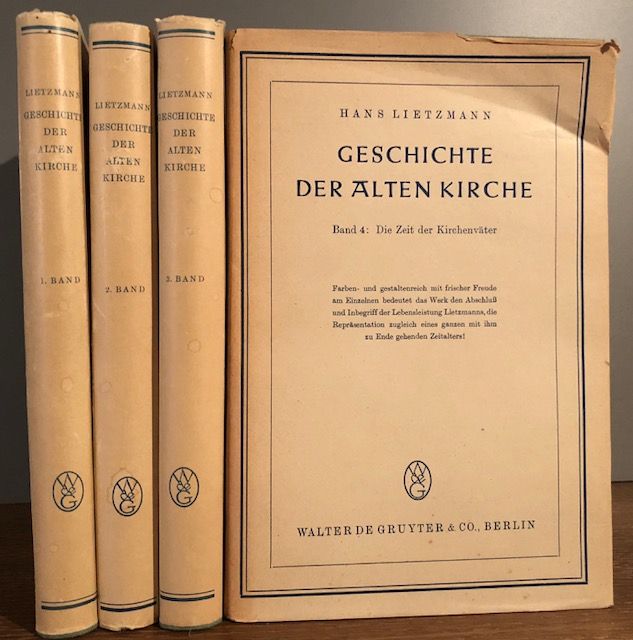 LIETZMANN
GESCHICHTE
DER
ALTEN
KIRCHE
1. BAND
W
&
G
LIETZMANN
GESCHICHTE
DER
ALTEN
KIRCHE
2. BAND
W
&
G
LIETZMANN
GESCHICHTE
DER
ALTEN
KIRCHE
3. BAND
W
&
G
HANS LIETZMANN
GESCHICHTE
DER ALTEN KIRCHE
Band 4: Die Zeit der Kirchenväter
Farben- und gestaltenreich mit frischer Freude
am Einzelnen bedeutet das Werk den Abschluß
und Inbegriff der Lebensleistung Lietzmanns, die
Repräsentation zugleich eines ganzen mit ihm
zu Ende gehenden Zeitalters!
W
&
G
WALTER DE GRUYTER & CO., BERLIN